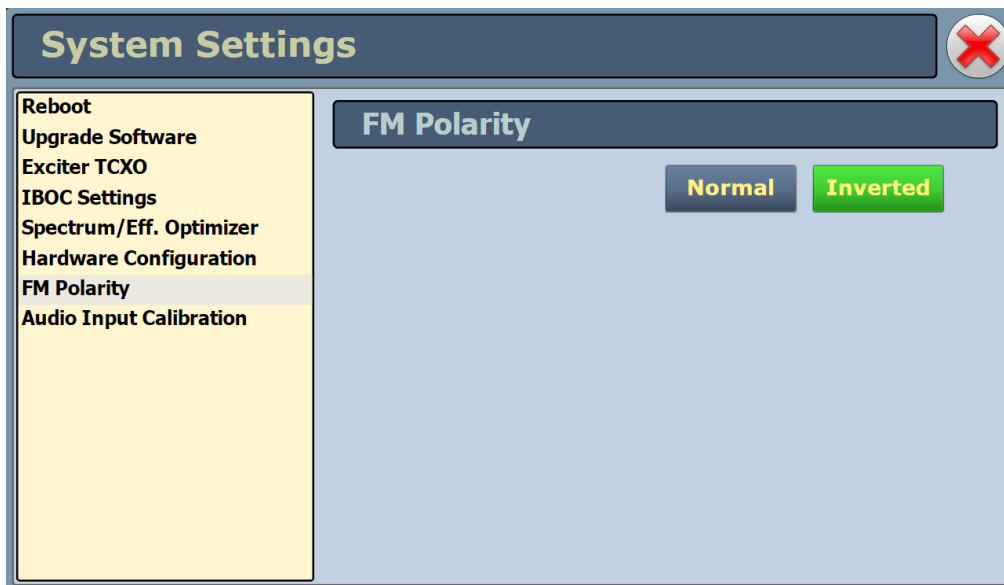 System Settings
Reboot
Upgrade Software
Exciter TCXO
IBOC Settings
Spectrum/Eff. Optimizer
Hardware Configuration
FM Polarity
Audio Input Calibration
FM Polarity
Normal Inverted